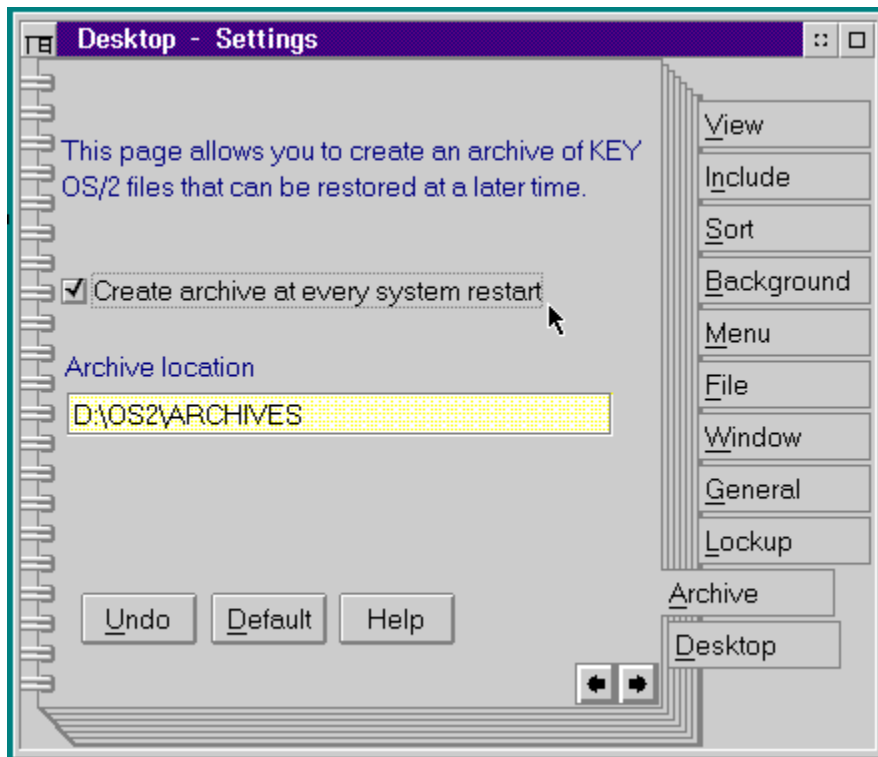 Desktop - Settings
This page allows you to create an archive of KEY
OS/2 files that can be restored at a later time.
Create archive at every system restart
Archive location
D:\OS2\ARCHIVES
Undo
Default
Help
View
Include
Sort
Background
Menu
File
Window
General
Lockup
Archive
Desktop